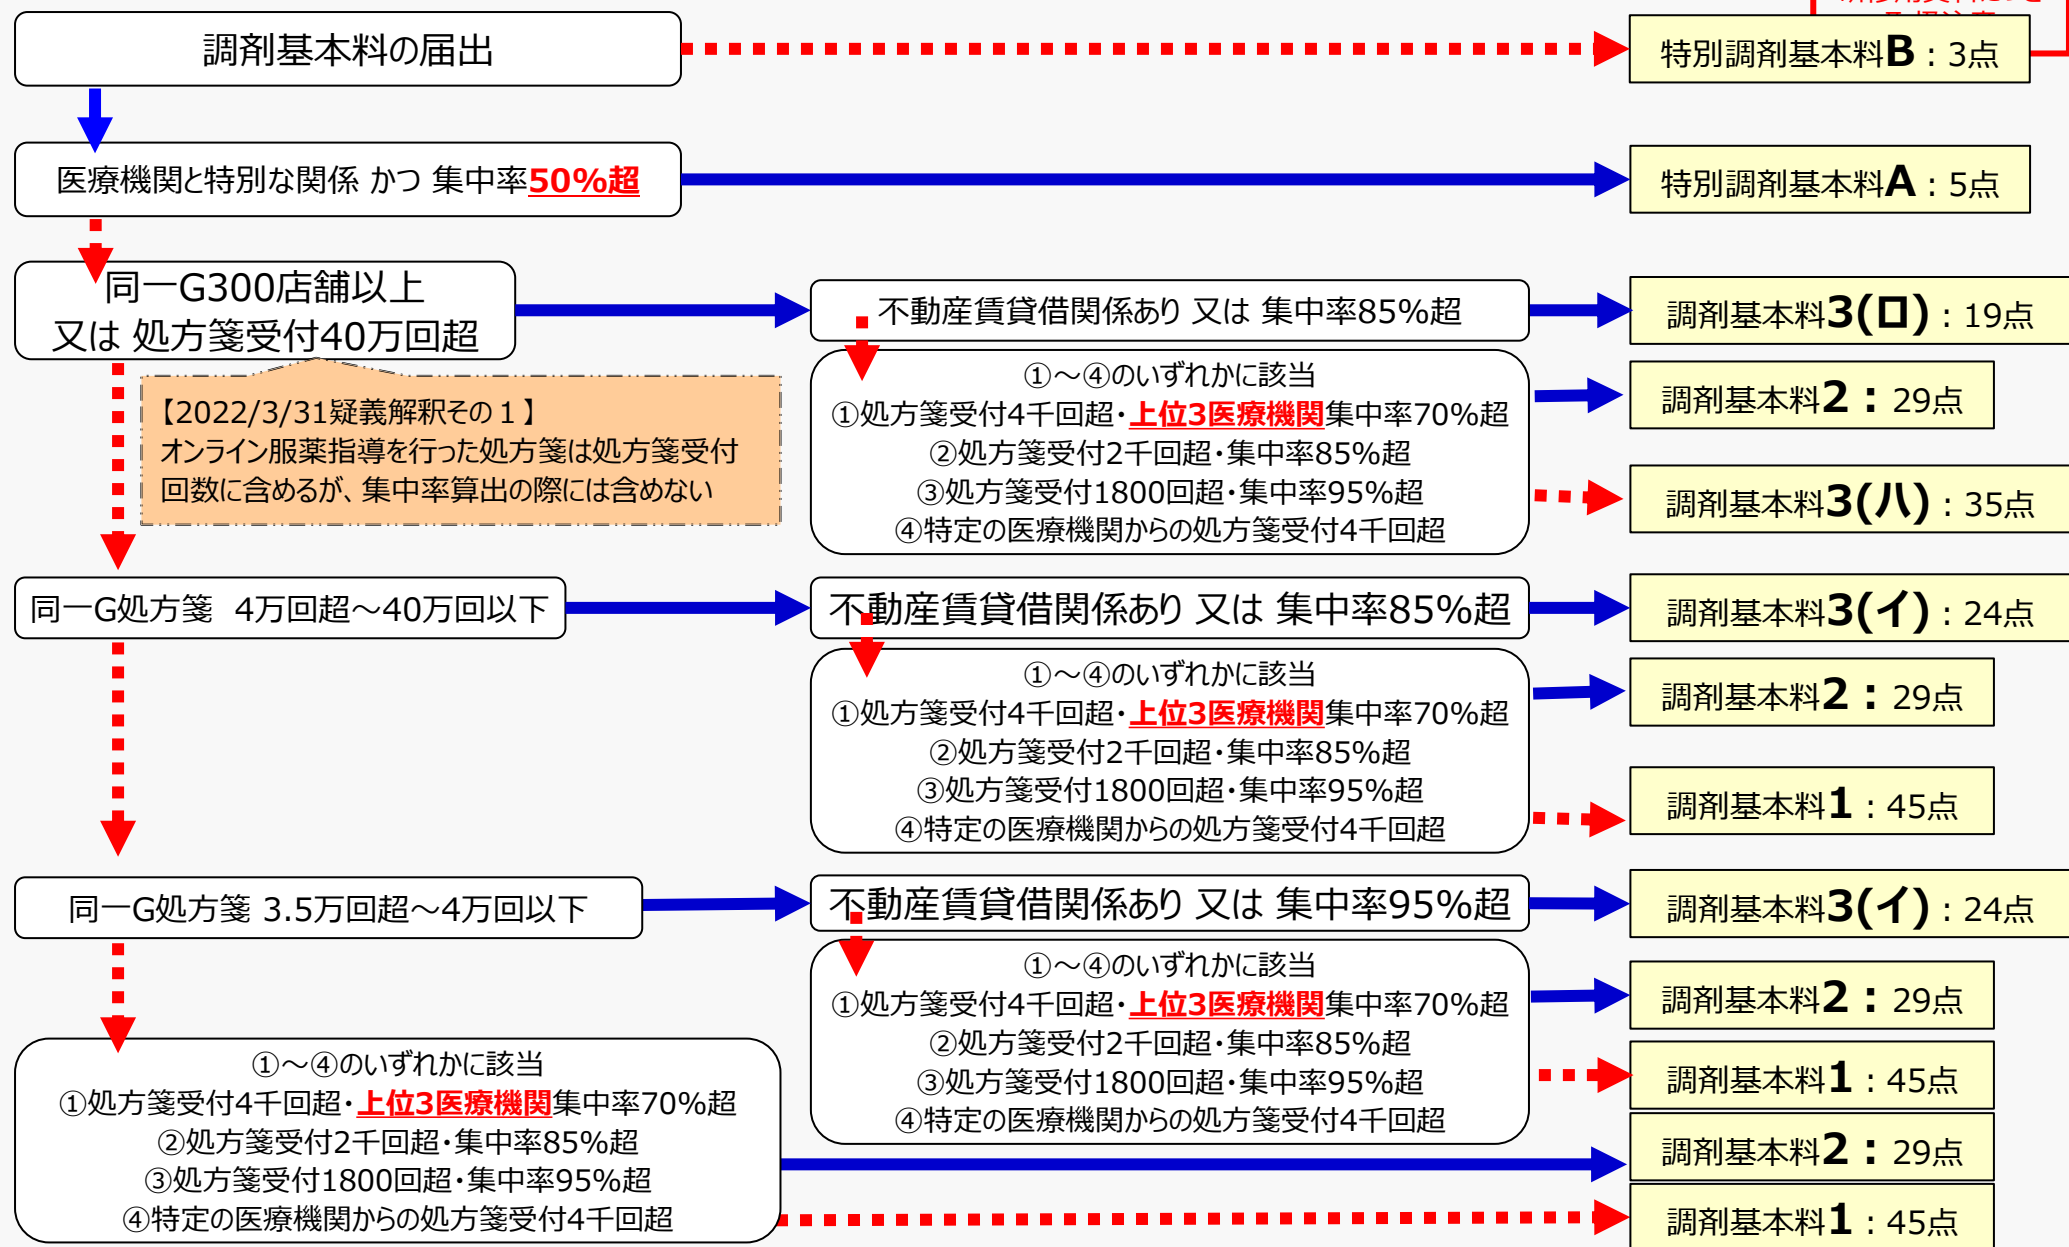 調剤基本料の届出
特別調剤基本料B：3点
医療機関と特別な関係 かつ 集中率50%超
特別調剤基本料A：5点
同一G300店舗以上
又は 処方箋受付40万回超
不動産賃貸借関係あり 又は 集中率85%超
調剤基本料3(ロ)：19点
【2022/3/31疑義解釈その１】
オンライン服薬指導を行った処方箋は処方箋受付
回数に含めるが、集中率算出の際には含めない
①～④のいずれかに該当
①処方箋受付4千回超・上位3医療機関集中率70%超
②処方箋受付2千回超・集中率85%超
③処方箋受付1800回超・集中率95%超
④特定の医療機関からの処方箋受付4千回超
調剤基本料2：29点
調剤基本料3(ハ)：35点
同一G処方箋 4万回超～40万回以下
不動産賃貸借関係あり 又は 集中率85%超
調剤基本料3(イ)：24点
①～④のいずれかに該当
①処方箋受付4千回超・上位3医療機関集中率70%超
②処方箋受付2千回超・集中率85%超
③処方箋受付1800回超・集中率95%超
④特定の医療機関からの処方箋受付4千回超
調剤基本料2：29点
調剤基本料1：45点
同一G処方箋 3.5万回超～4万回以下
不動産賃貸借関係あり 又は 集中率95%超
調剤基本料3(イ)：24点
①～④のいずれかに該当
①処方箋受付4千回超・上位3医療機関集中率70%超
②処方箋受付2千回超・集中率85%超
③処方箋受付1800回超・集中率95%超
④特定の医療機関からの処方箋受付4千回超
調剤基本料2：29点
調剤基本料1：45点
①～④のいずれかに該当
①処方箋受付4千回超・上位3医療機関集中率70%超
②処方箋受付2千回超・集中率85%超
③処方箋受付1800回超・集中率95%超
④特定の医療機関からの処方箋受付4千回超
調剤基本料2：29点
調剤基本料1：45点